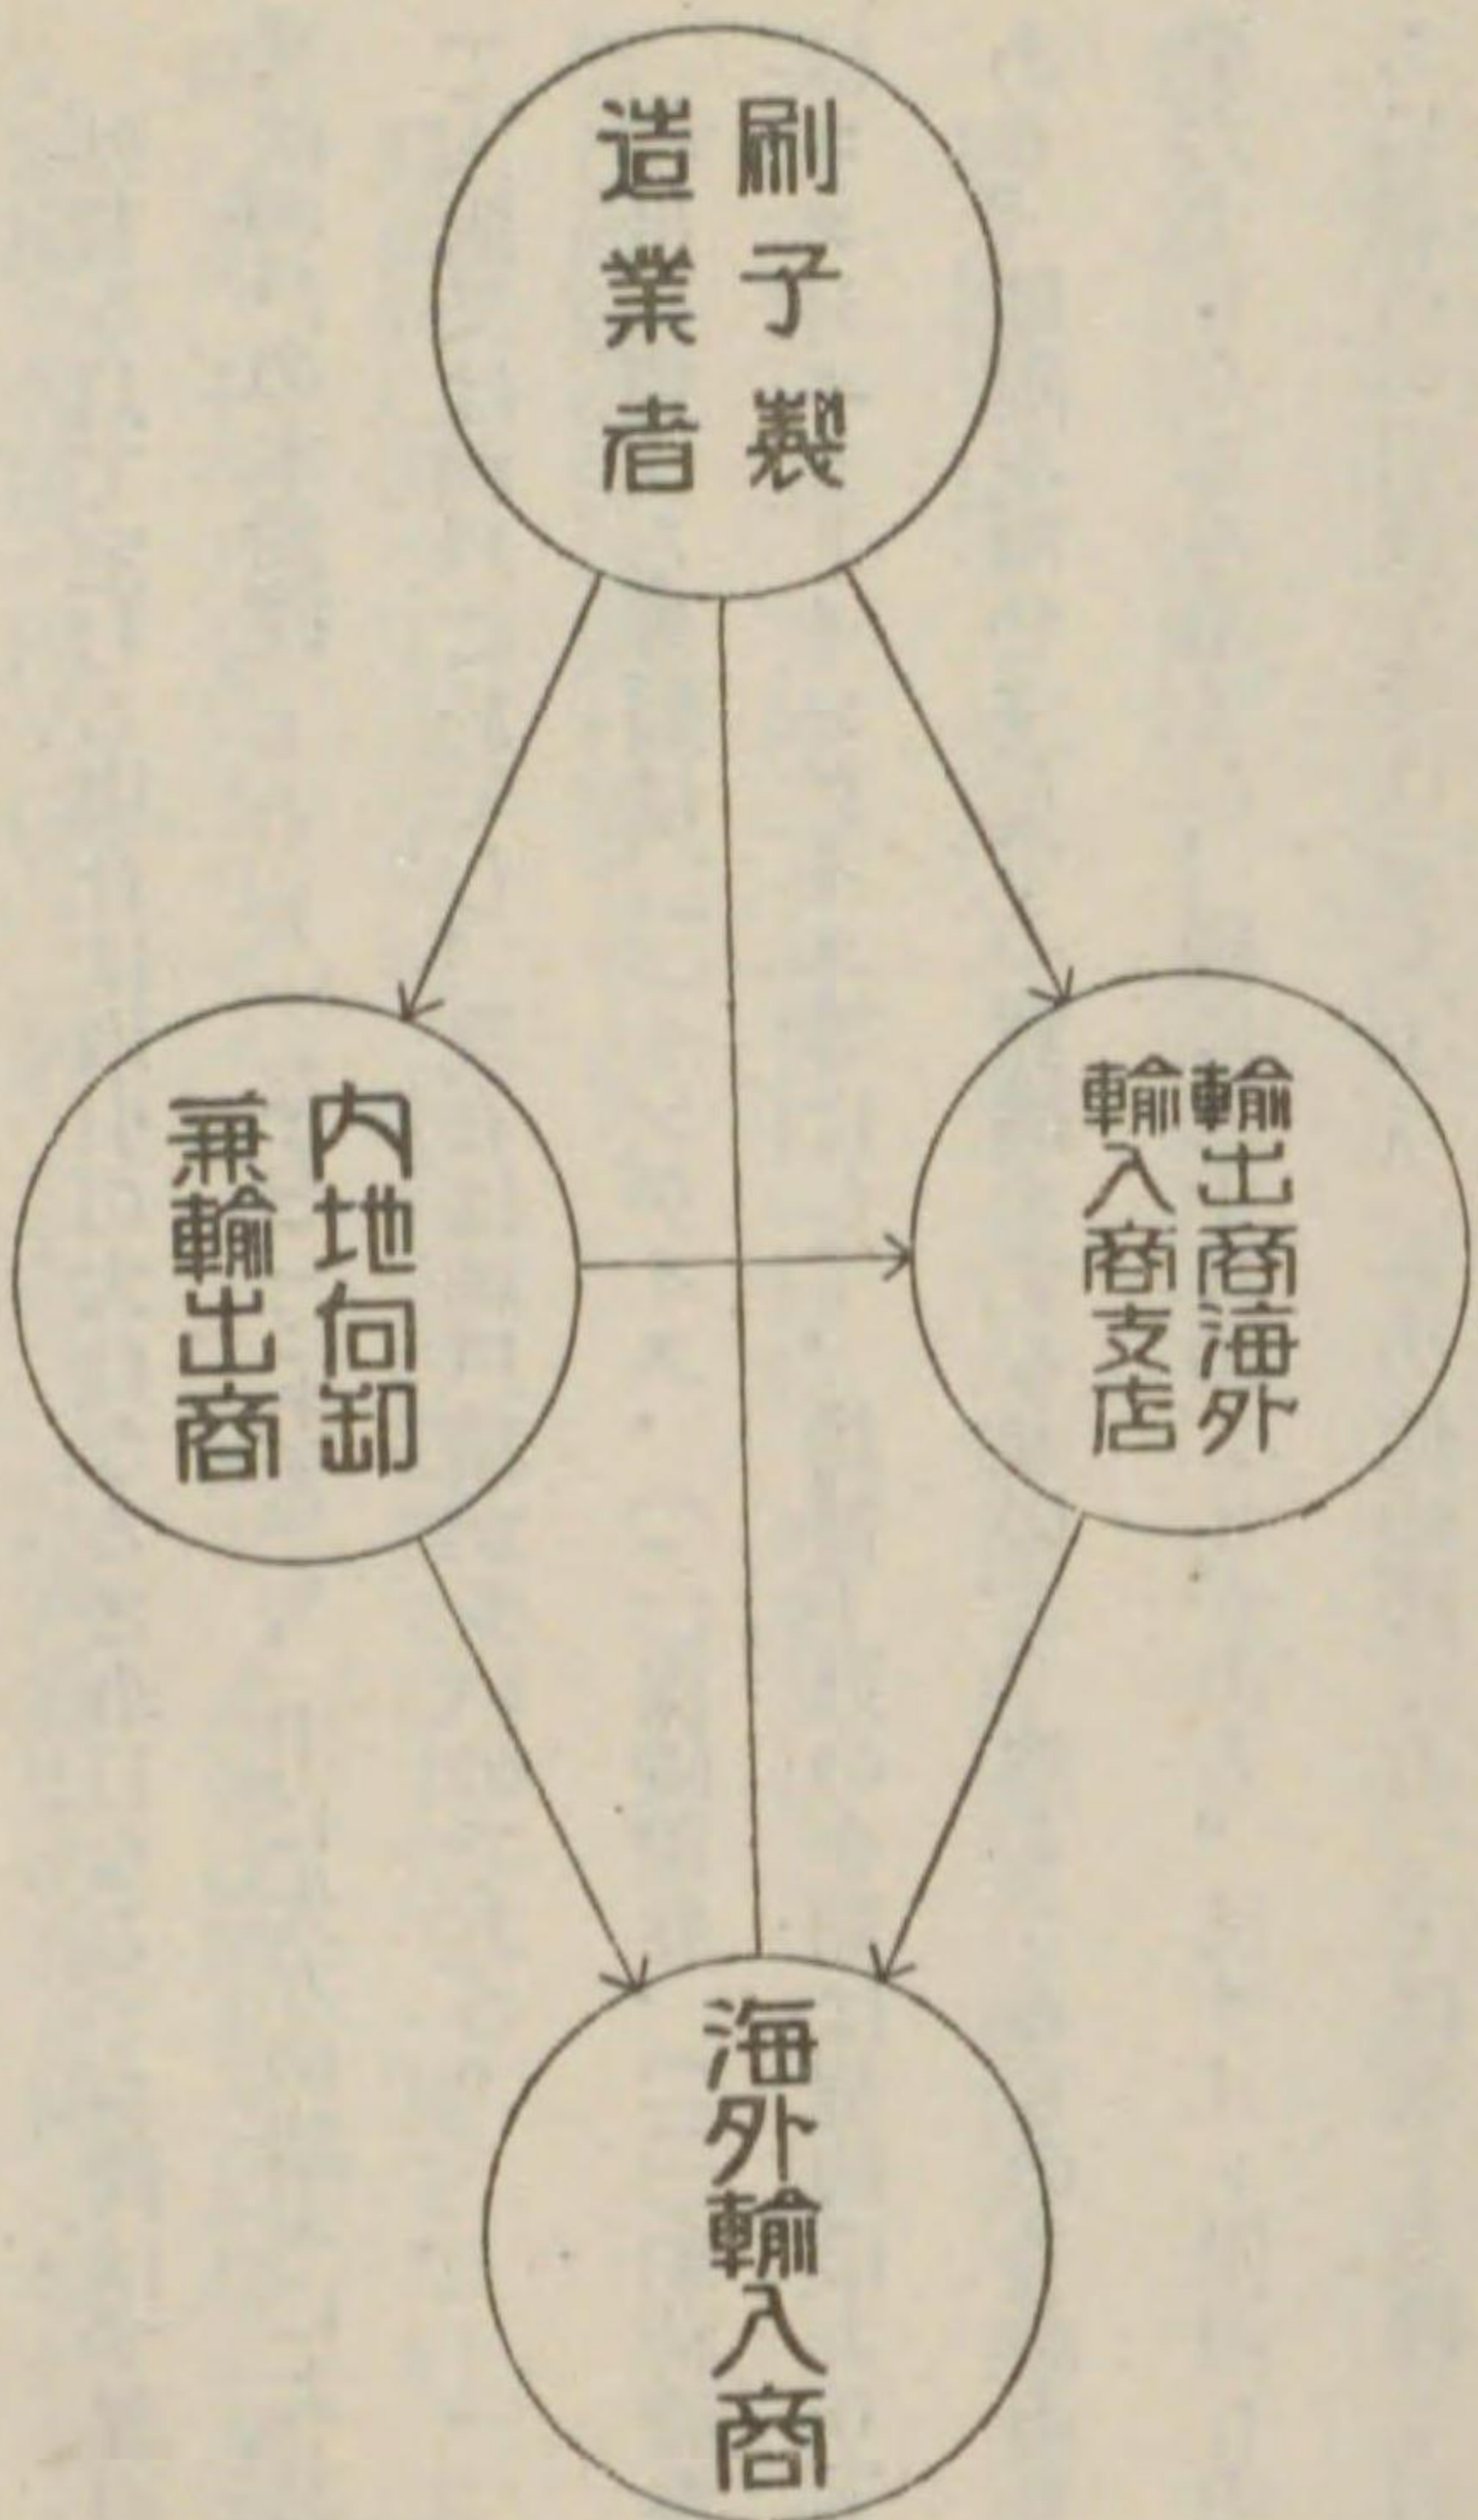 刷子製
造業者
輸出商海外
輸入商支店
内地向卸
兼輸出商
海外輸入商